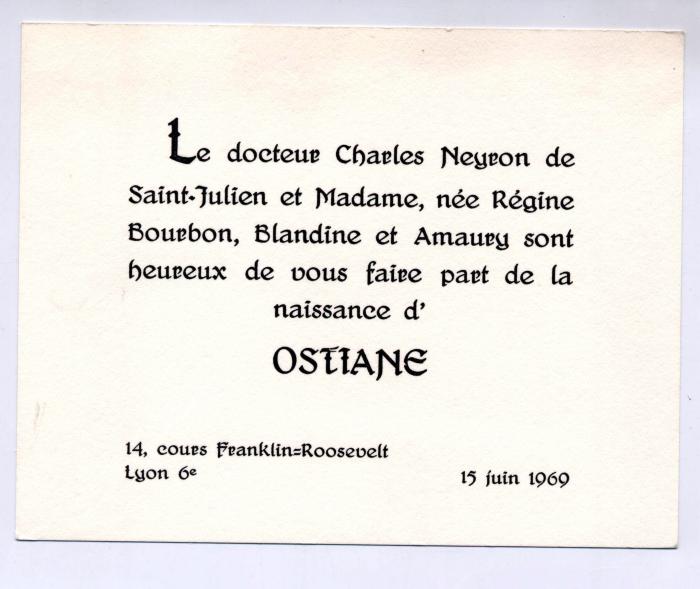 Le docteur Charles Neyron de
Saint-Julien et Madame, née Régine
Bourbon, Blandine et Amaury sont
heureux de vous faire part de la
naissance d'
OSTIANE
14, cours Franklin=Roosevelt
Lyon 6e
15 juin 1969